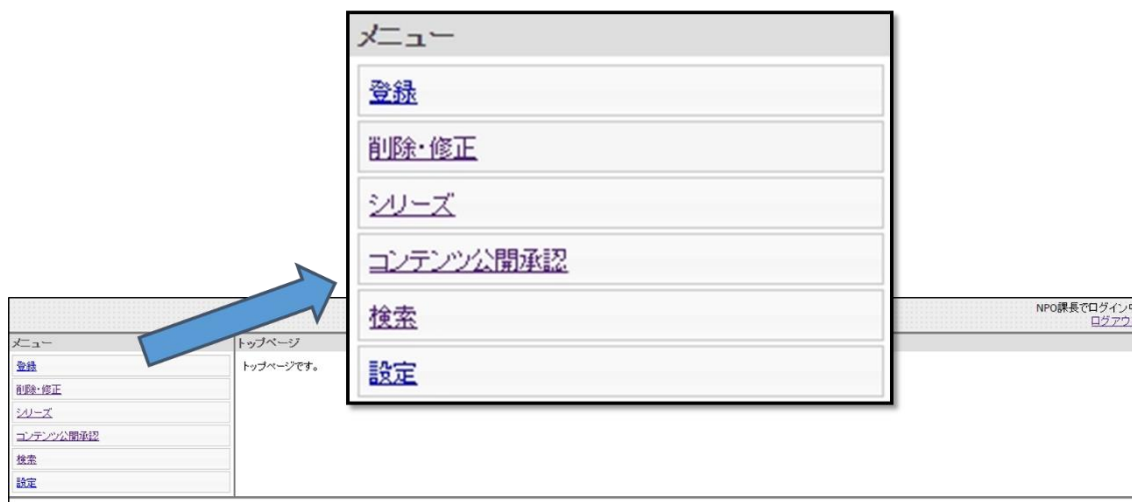 メニュー
登録
削除・修正
シリーズ
コンテンツ公開承認
検索
設定
NPO課長でログイン中
ログアウ
メニュー
登録
削除・修正
シリーズ
コンテンツ公開承認
検索
設定
トップページ
トップページです。